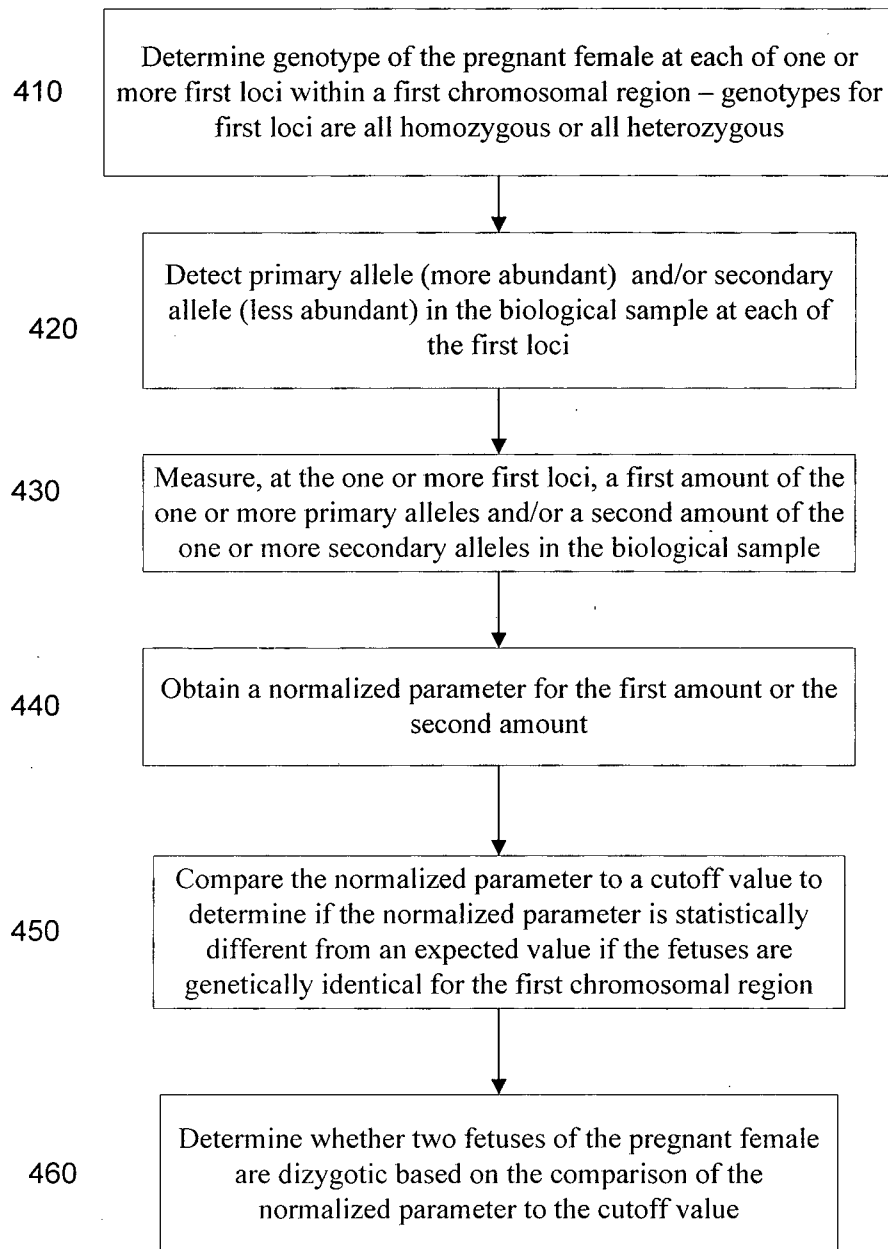 410
Determine genotype of the pregnant female at each of one or
more first loci within a first chromosomal region – genotypes for
first loci are all homozygous or all heterozygous
420
Detect primary allele (more abundant) and/or secondary
allele (less abundant) in the biological sample at each of
the first loci
430
Measure, at the one or more first loci, a first amount of the
one or more primary alleles and/or a second amount of the
one or more secondary alleles in the biological sample
440
Obtain a normalized parameter for the first amount or the
second amount
450
Compare the normalized parameter to a cutoff value to
determine if the normalized parameter is statistically
different from an expected value if the fetuses are
genetically identical for the first chromosomal region
460
Determine whether two fetuses of the pregnant female
are dizygotic based on the comparison of the
normalized parameter to the cutoff value